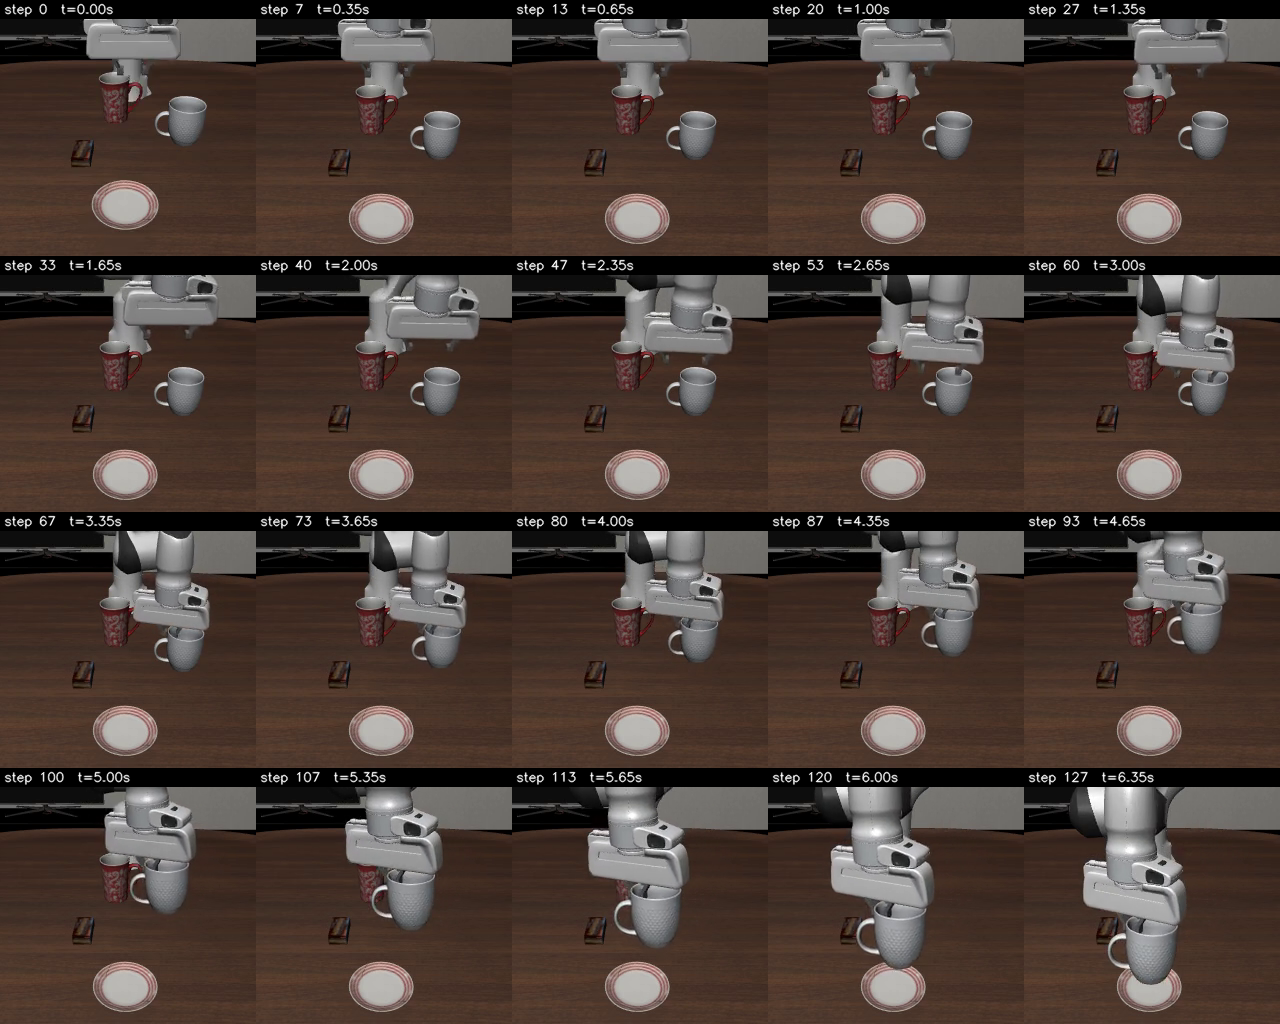 step 0 t=0.00s
step 7 t=0.35s
step 13 t=0.65s
step 20 t=1.00s
step 27 t=1.35s
step 33 t=1.65s
step 40 t=2.00s
step 47 t=2.35s
step 53 t=2.65s
step 60 t=3.00s
step 67 t=3.35s
step 73 t=3.65s
step 80 t=4.00s
step 87 t=4.35s
step 93 t=4.65s
step 100 t=5.00s
step 107 t=5.35s
step 113 t=5.65s
step 120 t=6.00s
step 127 t=6.35s